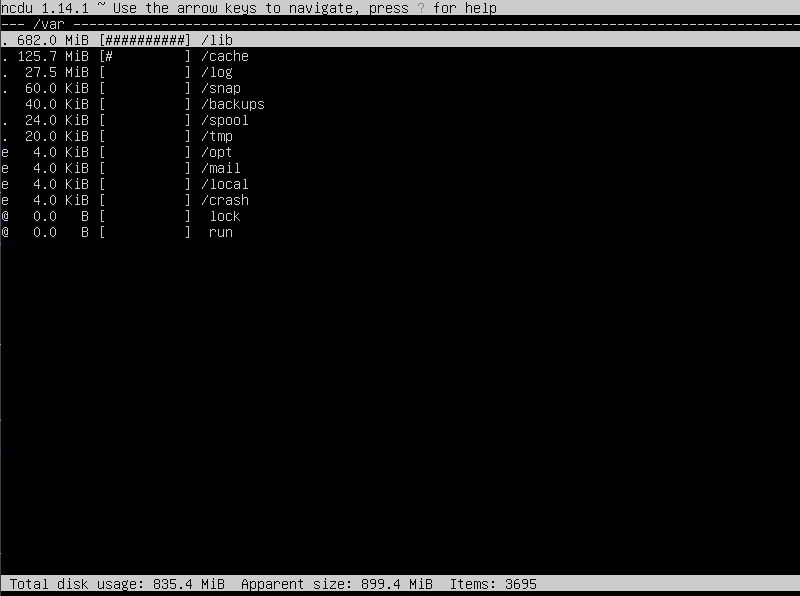 ncdu 1.14.1 ~ Use the arrow keys to navigate, press ? for help
--- /var ----------------------------------------------------------------------------------------
. 682.0 MiB [##########] /lib
. 125.7 MiB [#         ] /cache
.  27.5 MiB [          ] /log
.  60.0 KiB [          ] /snap
   40.0 KiB [          ] /backups
.  24.0 KiB [          ] /spool
.  20.0 KiB [          ] /tmp
e   4.0 KiB [          ] /opt
e   4.0 KiB [          ] /mail
e   4.0 KiB [          ] /local
e   4.0 KiB [          ] /crash
@   0.0   B [          ]  lock
@   0.0   B [          ]  run
Total disk usage: 835.4 MiB  Apparent size: 899.4 MiB  Items: 3695